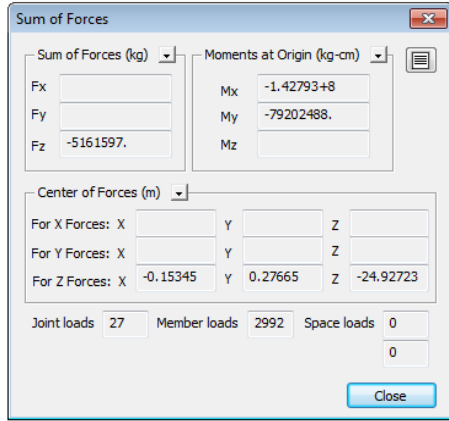 Sum of Forces
Sum of Forces (kg)
Fx
Fy
Fz -5161597.
Moments at Origin (kg-cm)
Mx -1.42793+8
My -79202488.
Mz
Center of Forces (m)
For X Forces: X Y Z
For Y Forces: X Y Z
For Z Forces: X -0.15345 Y 0.27665 Z -24.92723
Joint loads 27 Member loads 2992 Space loads 0
0
Close